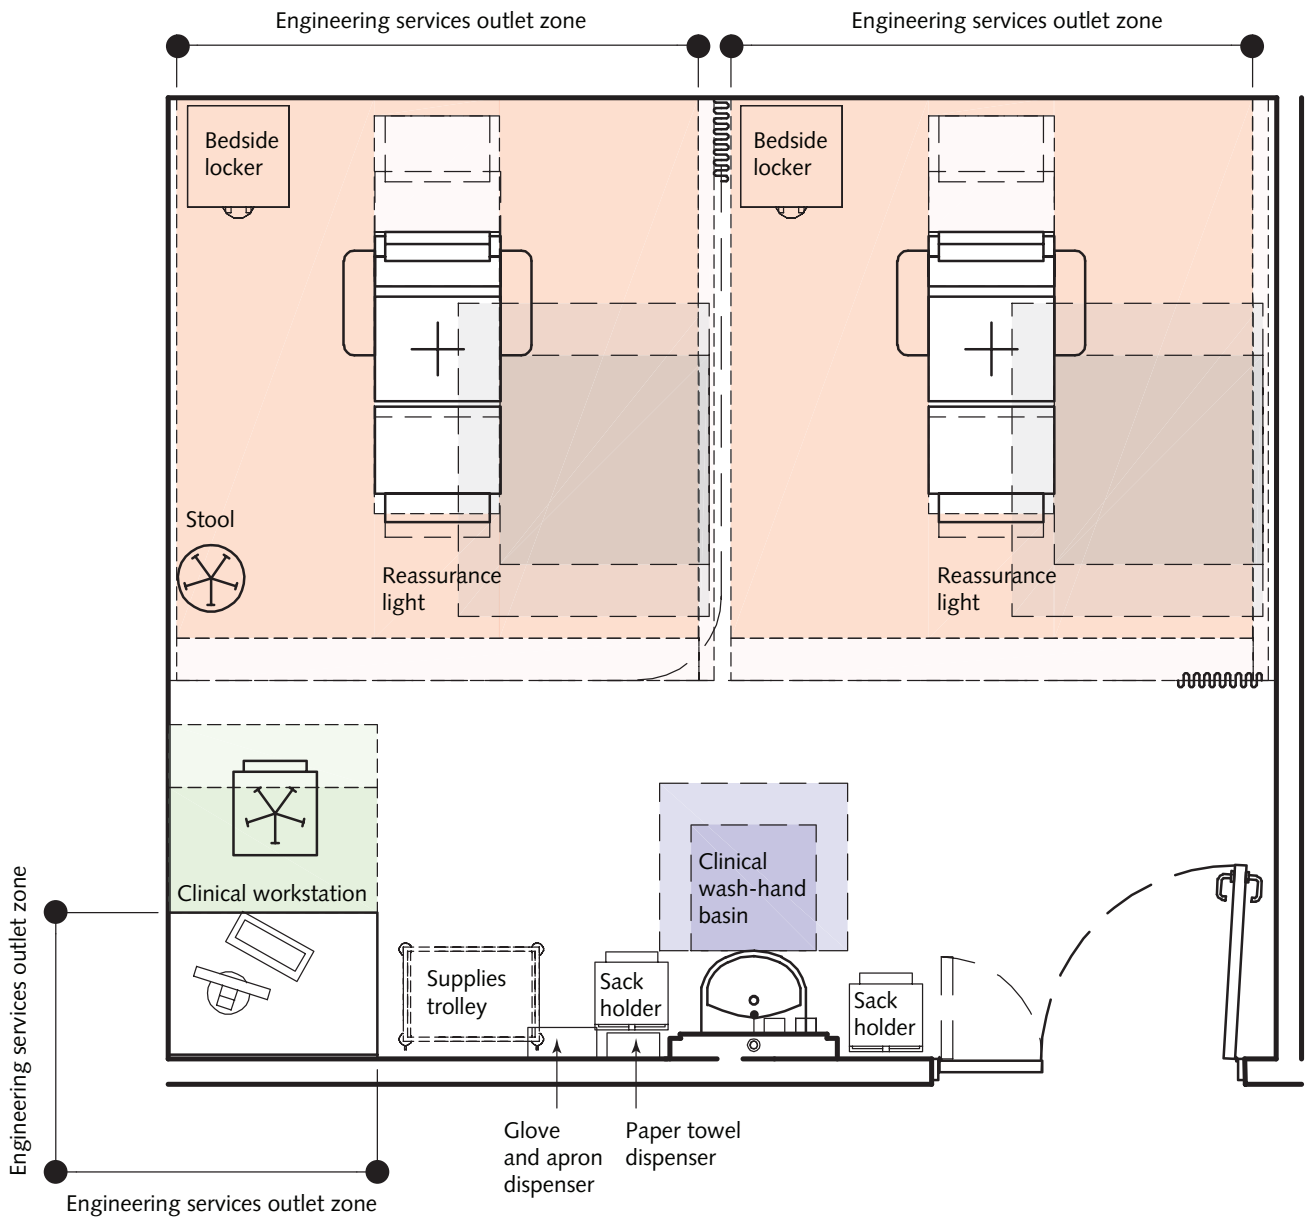 Engineering services outlet zone
Engineering services outlet zone
Bedside
locker
Bedside
locker
Stool
Reassurance
light
Reassurance
light
Clinical workstation
Clinical
wash-hand
basin
Supplies
trolley
Sack
holder
Sack
holder
Engineering services outlet zone
Glove
and apron
dispenser
Paper towel
dispenser
Engineering services outlet zone